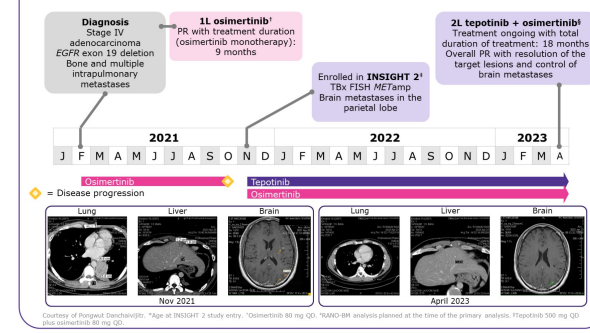 Diagnosis
Stage IV
adenocarcinoma
EGFR exon 19 deletion
Bone and multiple
intrapulmonary
metastases
1L osimertinib†
PR with treatment duration
(osimertinib monotherapy):
9 months
Enrolled in INSIGHT 2‡
TBx FISH METamp
Brain metastases in the
parietal lobe
2L tepotinib + osimertinib§
Treatment ongoing with total
duration of treatment: 18 months
Overall PR with resolution of the
target lesions and control of
brain metastases
2021 2022 2023
J F M A M J J A S O N D J F M A M J J A S O N D J F M A
Osimertinib
Tepotinib
= Disease progression
Osimertinib
Lung Liver Brain
Lung Liver Brain
Nov 2021
April 2023
Courtesy of Pongwut Danchaivijitr. *Age at INSIGHT 2 study entry. †Osimertinib 80 mg QD. ‡RANO-BM analysis planned at the time of the primary analysis. §Tepotinib 500 mg QD
plus osimertinib 80 mg QD.